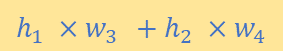 h₁ × w₃ + h₂ × w₄